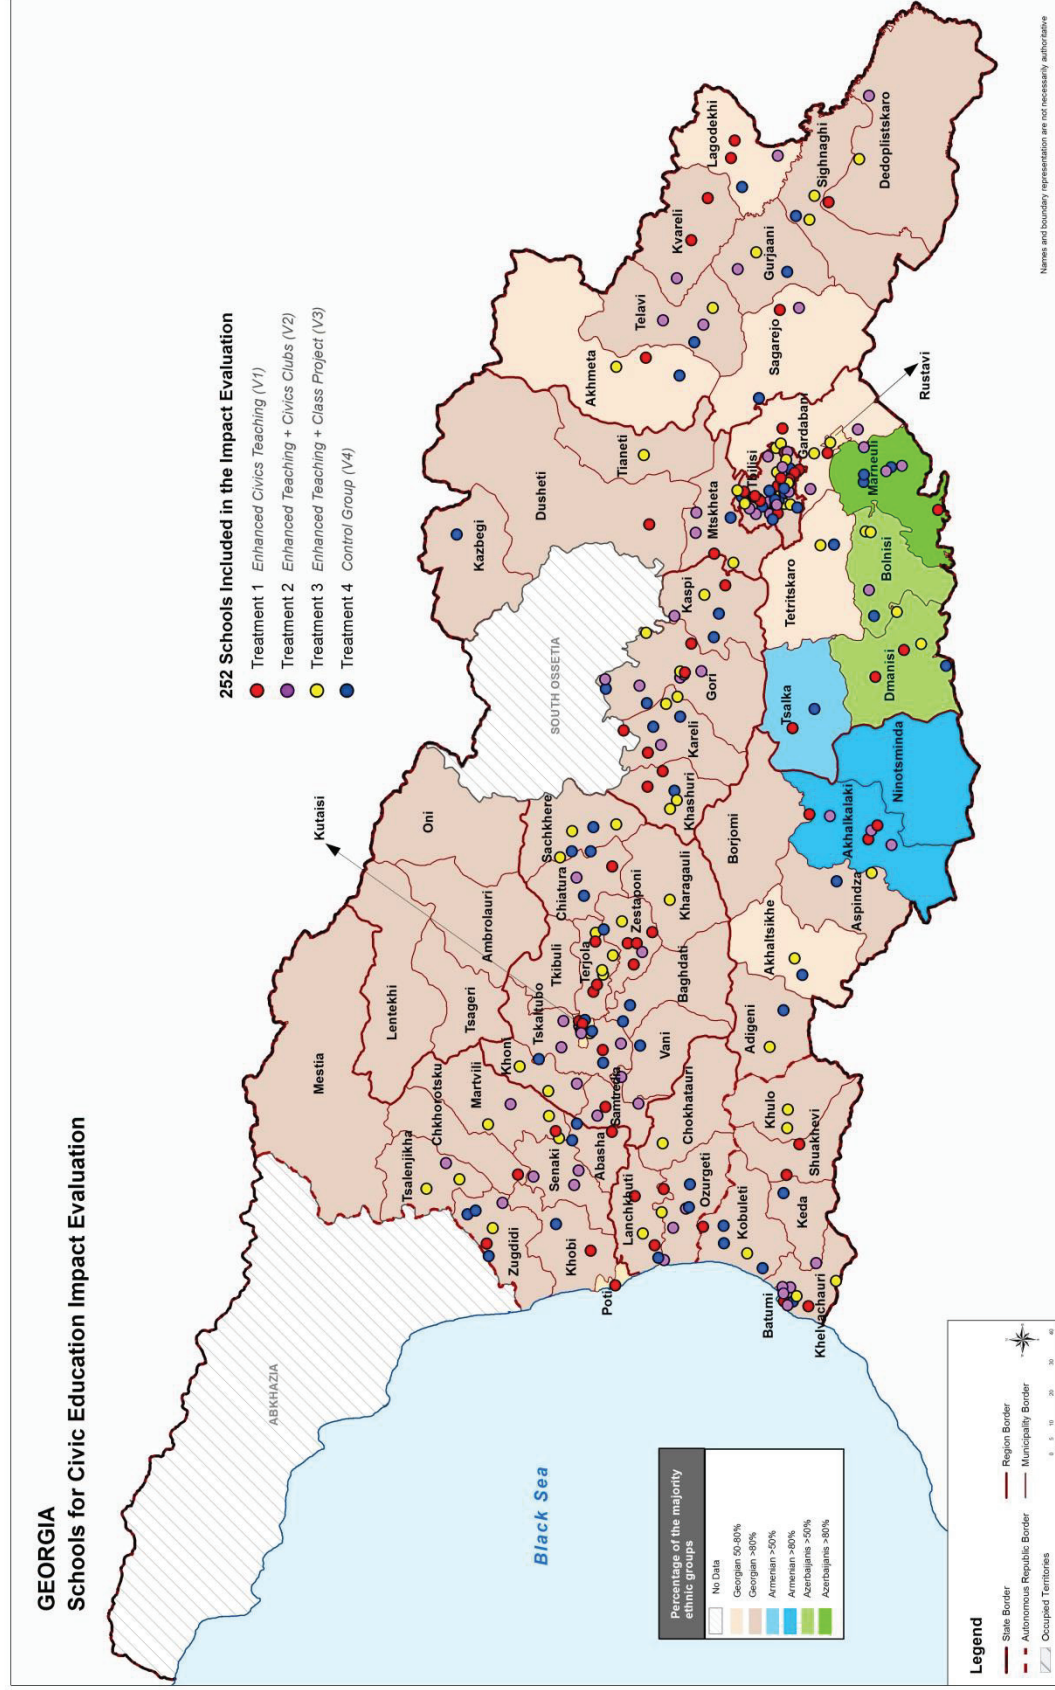 GEORGIA
Schools for Civic Education Impact Evaluation
252 Schools Included in the Impact Evaluation
Treatment 1 Enhanced Civics Teaching (V1)
Treatment 2 Enhanced Teaching + Civics Clubs (V2)
Treatment 3 Enhanced Teaching + Class Project (V3)
Treatment 4 Control Group (V4)
ABKHAZIA
Mestia
Kutaisi
Lentekhi
Oni
Tsalenjikha
Chkhorotsku
Tsageri
Ambrolauri
Kazbegi
Martvili
Dusheti
SOUTH OSSETIA
Zugdidi
Khoni
Tskaltubo
Tkibuli
Chiatura
Sachkhere
Senaki
Khobi
Abasha
Samtredia
Terjola
Zestaponi
Tianeti
Akhmeta
Telavi
Kvareli
Lagodekhi
Poti
Lanchkhuti
Vani
Baghdati
Kharagauli
Khashuri
Kareli
Gori
Kaspi
Mtskheta
Chokhatauri
Ozurgeti
Borjomi
Tbilisi
Gurjaani
Kobuleti
Adigeni
Akhaltsikhe
Sagarejo
Sighnaghi
Batumi
Keda
Khulo
Shuakhevi
Khelvachauri
Aspindza
Akhalkalaki
Tsalka
Tetritskaro
Gardabani
Dedoplistskaro
Ninotsminda
Dmanisi
Bolnisi
Marneuli
Rustavi
Black Sea
Percentage of the majority
ethnic groups
No Data
Georgian 50-80%
Georgian >80%
Armenian >50%
Armenian >80%
Azerbaijanis >50%
Azerbaijanis >80%
Legend
State Border
Region Border
Autonomous Republic Border
Municipality Border
Occupied Territories
0 5 10 20 30 40
Names and boundary representation are not necessarily authoritative